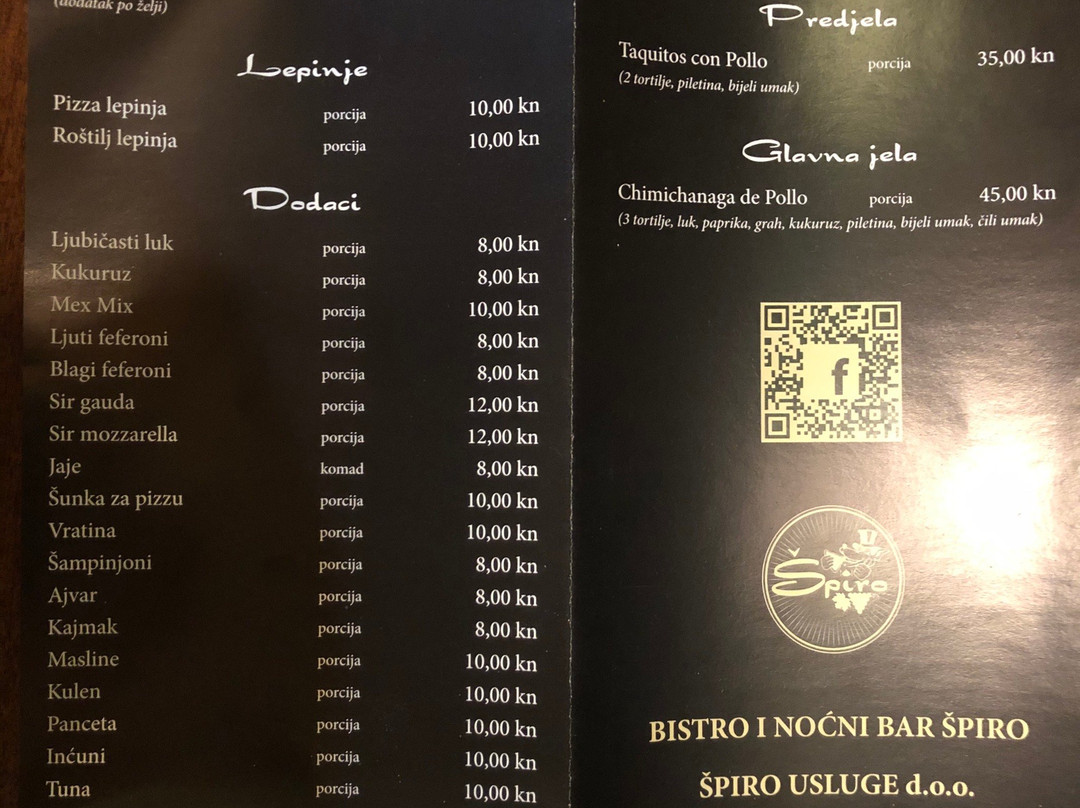 (dodatak po želji)
Lepinje
Pizza lepinja porcija 10,00 kn
Roštilj lepinja porcija 10,00 kn
Dodaci
Ljubičasti luk porcija 8,00 kn
Kukuruz porcija 8,00 kn
Mex Mix porcija 10,00 kn
Ljuti feferoni porcija 8,00 kn
Blagi feferoni porcija 8,00 kn
Sir gauda porcija 12,00 kn
Sir mozzarella porcija 12,00 kn
Jaje komad 8,00 kn
Šunka za pizzu porcija 10,00 kn
Vratina porcija 10,00 kn
Šampinjoni porcija 8,00 kn
Ajvar porcija 8,00 kn
Kajmak porcija 8,00 kn
Masline porcija 10,00 kn
Kulen porcija 10,00 kn
Panceta porcija 10,00 kn
Inćuni porcija 10,00 kn
Tuna porcija 10,00 kn
Predjela
Taquitos con Pollo porcija 35,00 kn
(2 tortilje, piletina, bijeli umak)
Glavna jela
Chimichanaga de Pollo porcija 45,00 kn
(3 tortilje, luk, paprika, grah, kukuruz, piletina, bijeli umak, čili umak)
f
Špiro
BISTRO I NOĆNI BAR ŠPIRO
ŠPIRO USLUGE d.o.o.